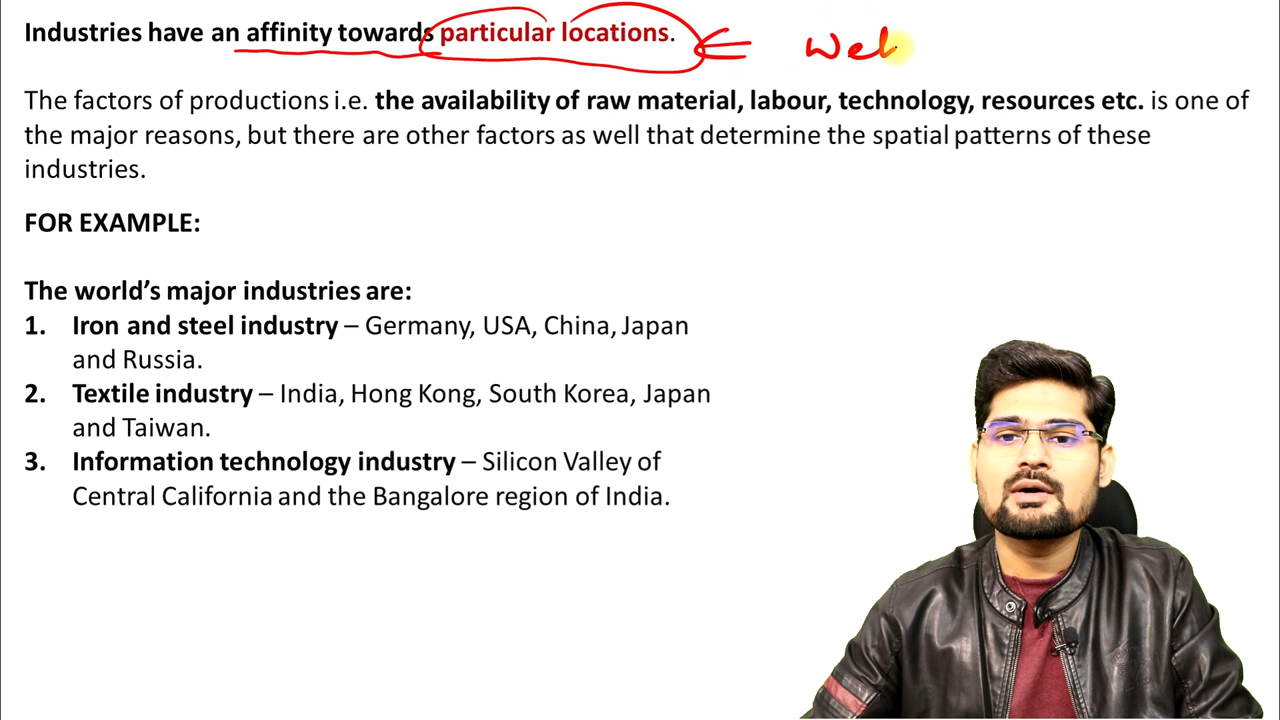 Industries have an affinity towards particular locations. Web
The factors of productions i.e. the availability of raw material, labour, technology, resources etc. is one of
the major reasons, but there are other factors as well that determine the spatial patterns of these
industries.
FOR EXAMPLE:
The world’s major industries are:
1. Iron and steel industry – Germany, USA, China, Japan
and Russia.
2. Textile industry – India, Hong Kong, South Korea, Japan
and Taiwan.
3. Information technology industry – Silicon Valley of
Central California and the Bangalore region of India.